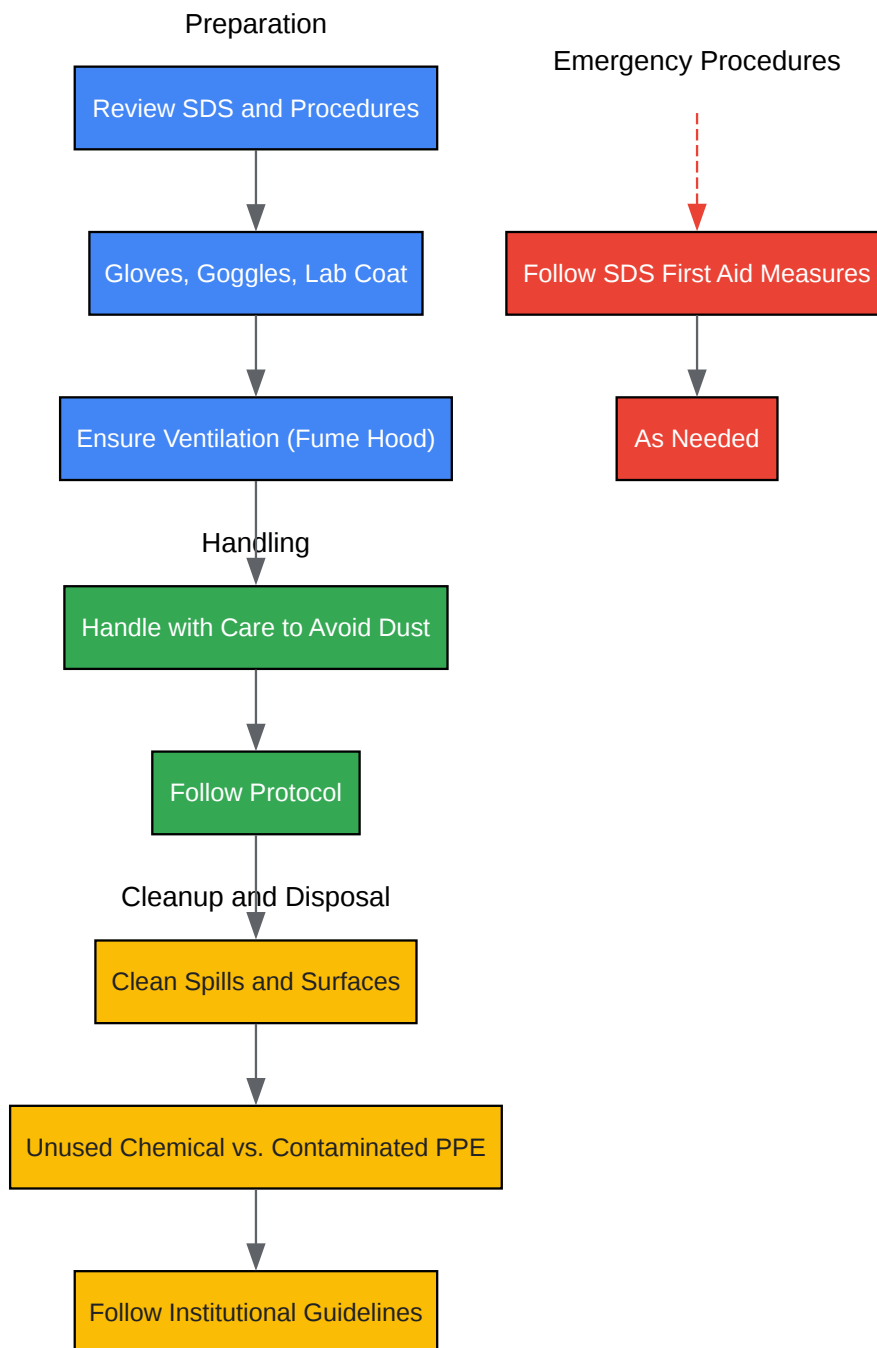 Preparation
Review SDS and Procedures
Gloves, Goggles, Lab Coat
Ensure Ventilation (Fume Hood)
Handling
Handle with Care to Avoid Dust
Follow Protocol
Cleanup and Disposal
Clean Spills and Surfaces
Unused Chemical vs. Contaminated PPE
Follow Institutional Guidelines
Emergency Procedures
Follow SDS First Aid Measures
As Needed